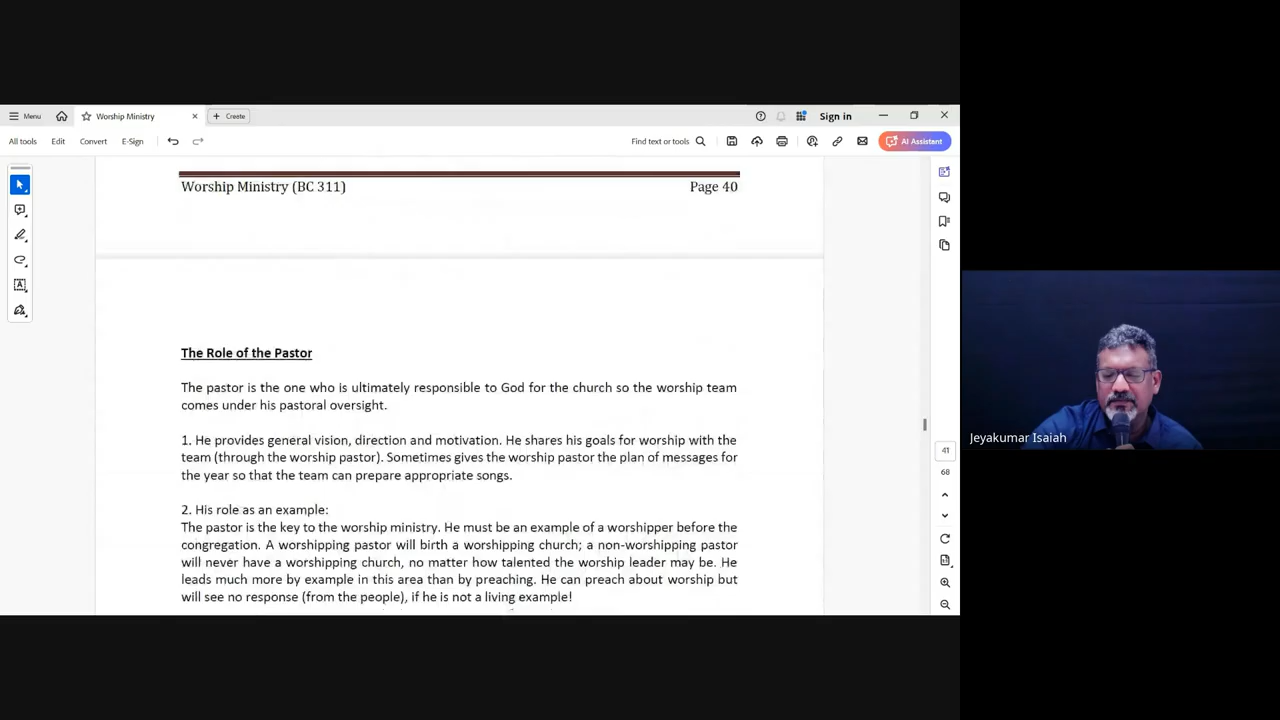 Menu
Worship Ministry
Create
Sign in
All tools
Edit
Convert
E-Sign
Find text or tools
AI Assistant
Worship Ministry (BC 311)
Page 40
The Role of the Pastor
The pastor is the one who is ultimately responsible to God for the church so the worship team
comes under his pastoral oversight.
1. He provides general vision, direction and motivation. He shares his goals for worship with the
team (through the worship pastor). Sometimes gives the worship pastor the plan of messages for
the year so that the team can prepare appropriate songs.
2. His role as an example:
The pastor is the key to the worship ministry. He must be an example of a worshipper before the
congregation. A worshipping pastor will birth a worshipping church; a non-worshipping pastor
will never have a worshipping church, no matter how talented the worship leader may be. He
leads much more by example in this area than by preaching. He can preach about worship but
will see no response (from the people), if he is not a living example!
41
68
Jeyakumar Isaiah